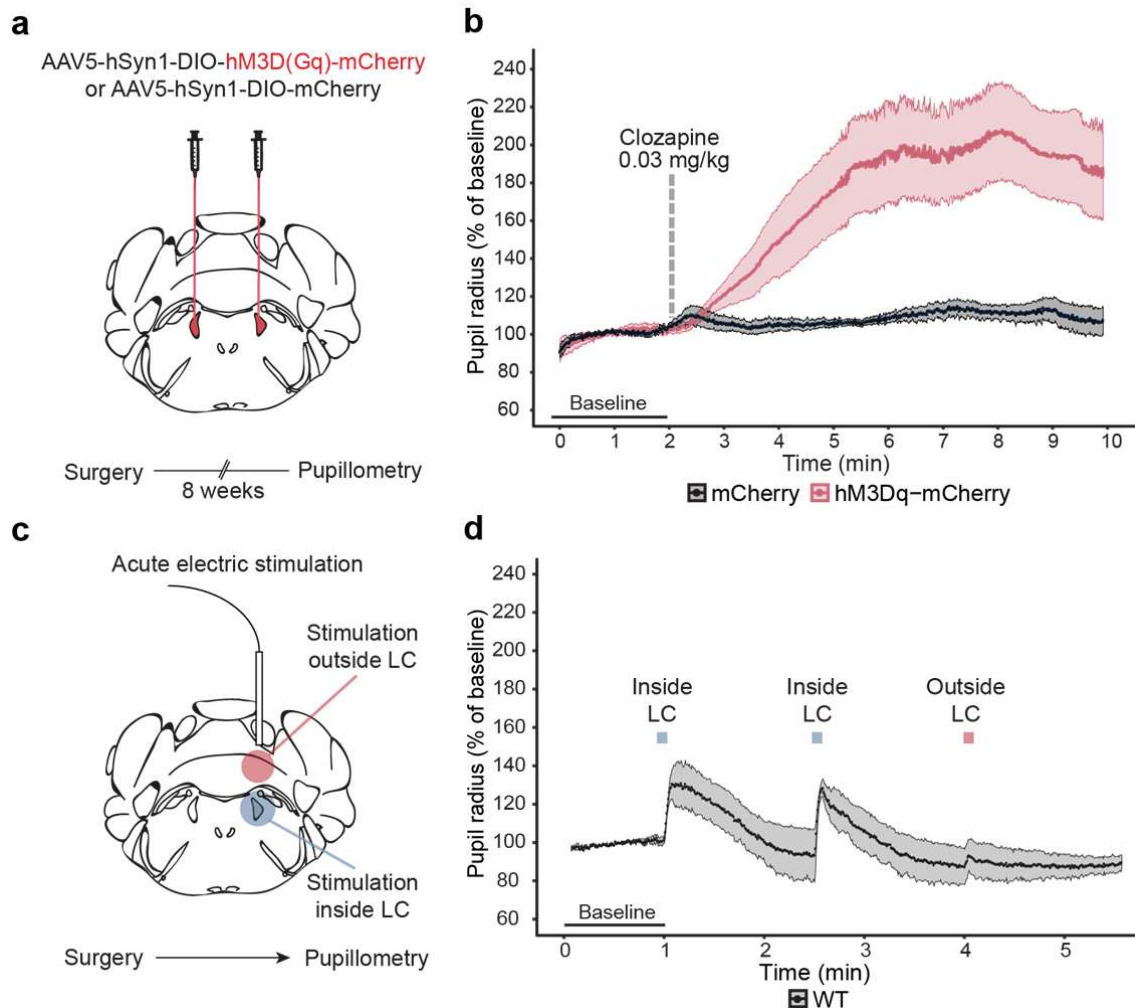 a
AAV5-hSyn1-DIO-hM3D(Gq)-mCherry
or AAV5-hSyn1-DIO-mCherry
Surgery
8 weeks
Pupillometry
b
Pupil radius (% of baseline)
240
220
200
180
160
140
120
100
80
60
Clozapine
0.03 mg/kg
Baseline
0 1 2 3 4 5 6 7 8 9 10
Time (min)
mCherry hM3Dq−mCherry
c
Acute electric stimulation
Stimulation
outside LC
Stimulation
inside LC
Surgery Pupillometry
d
Pupil radius (% of baseline)
240
220
200
180
160
140
120
100
80
60
Inside
LC
Inside
LC
Outside
LC
Baseline
0 1 2 3 4 5
Time (min)
WT